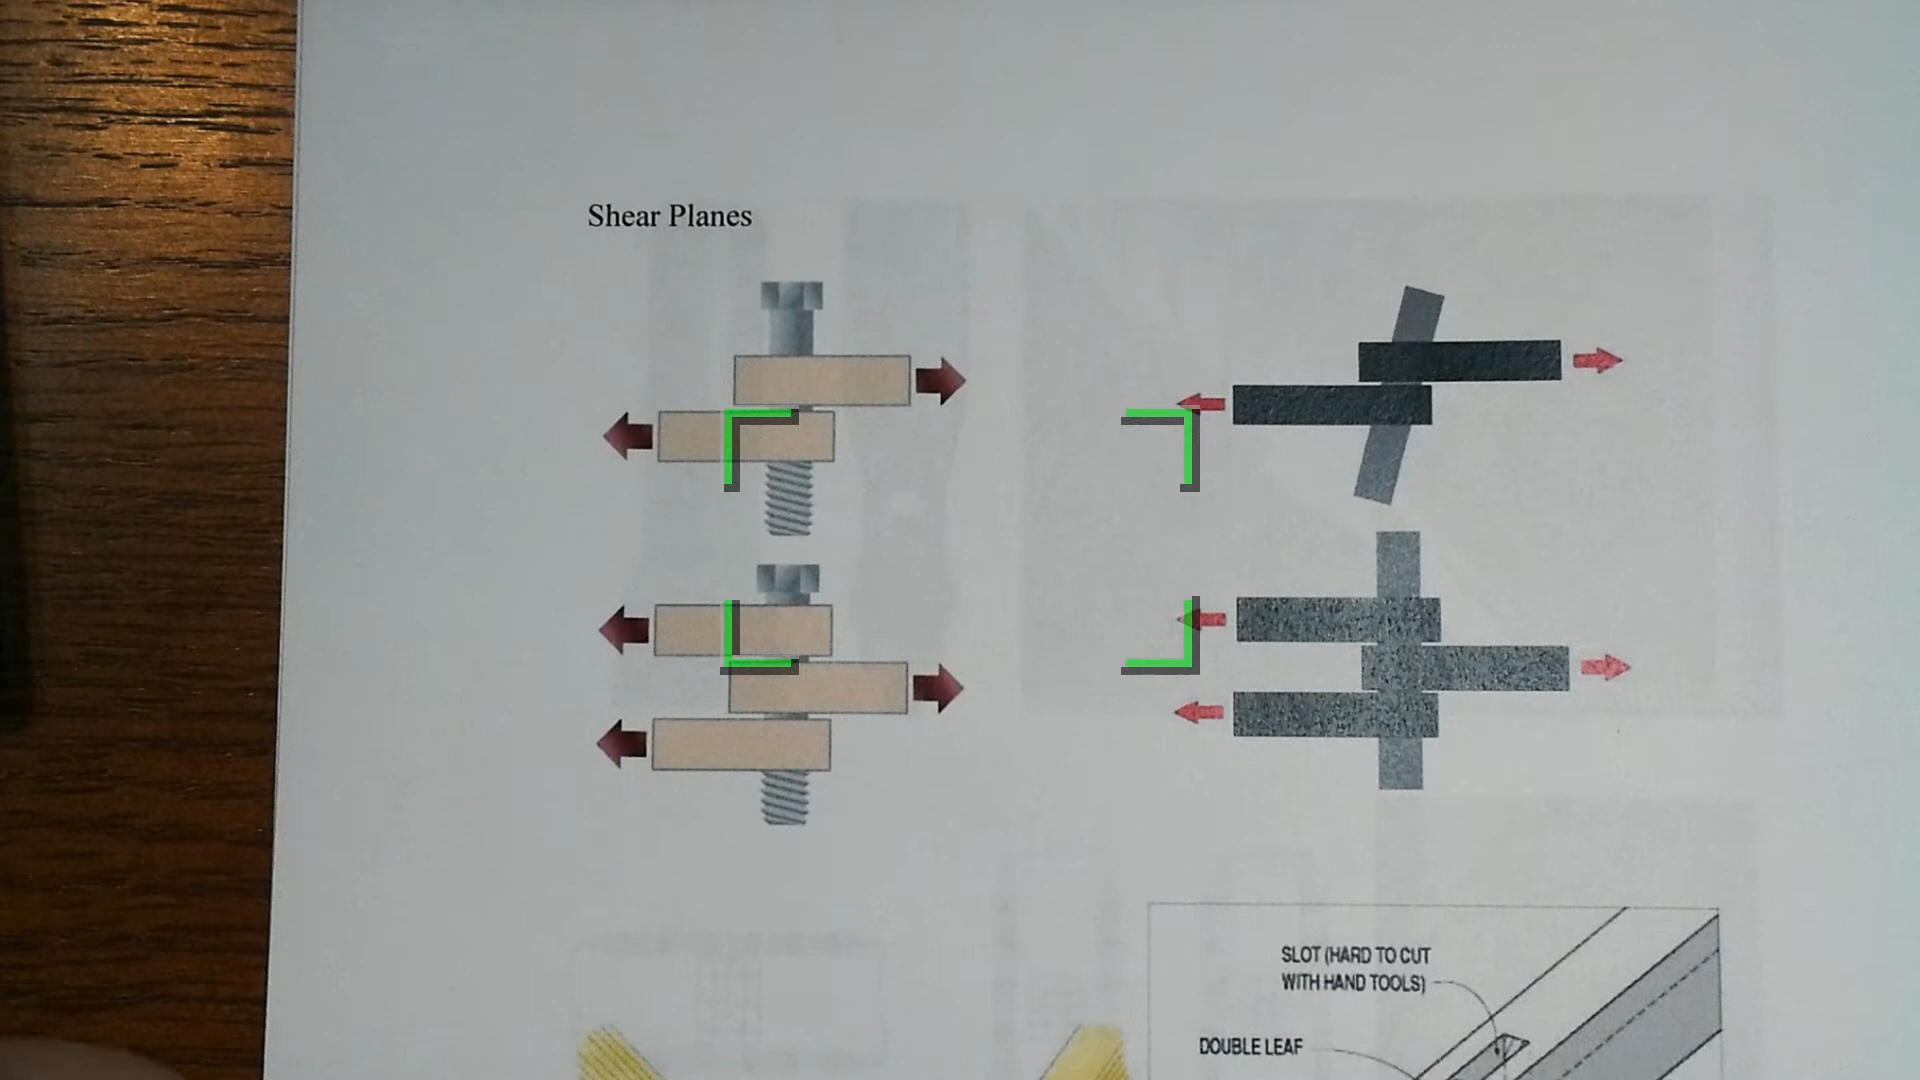 Shear Planes
SLOT (HARD TO CUT
WITH HAND TOOLS)
DOUBLE LEAF